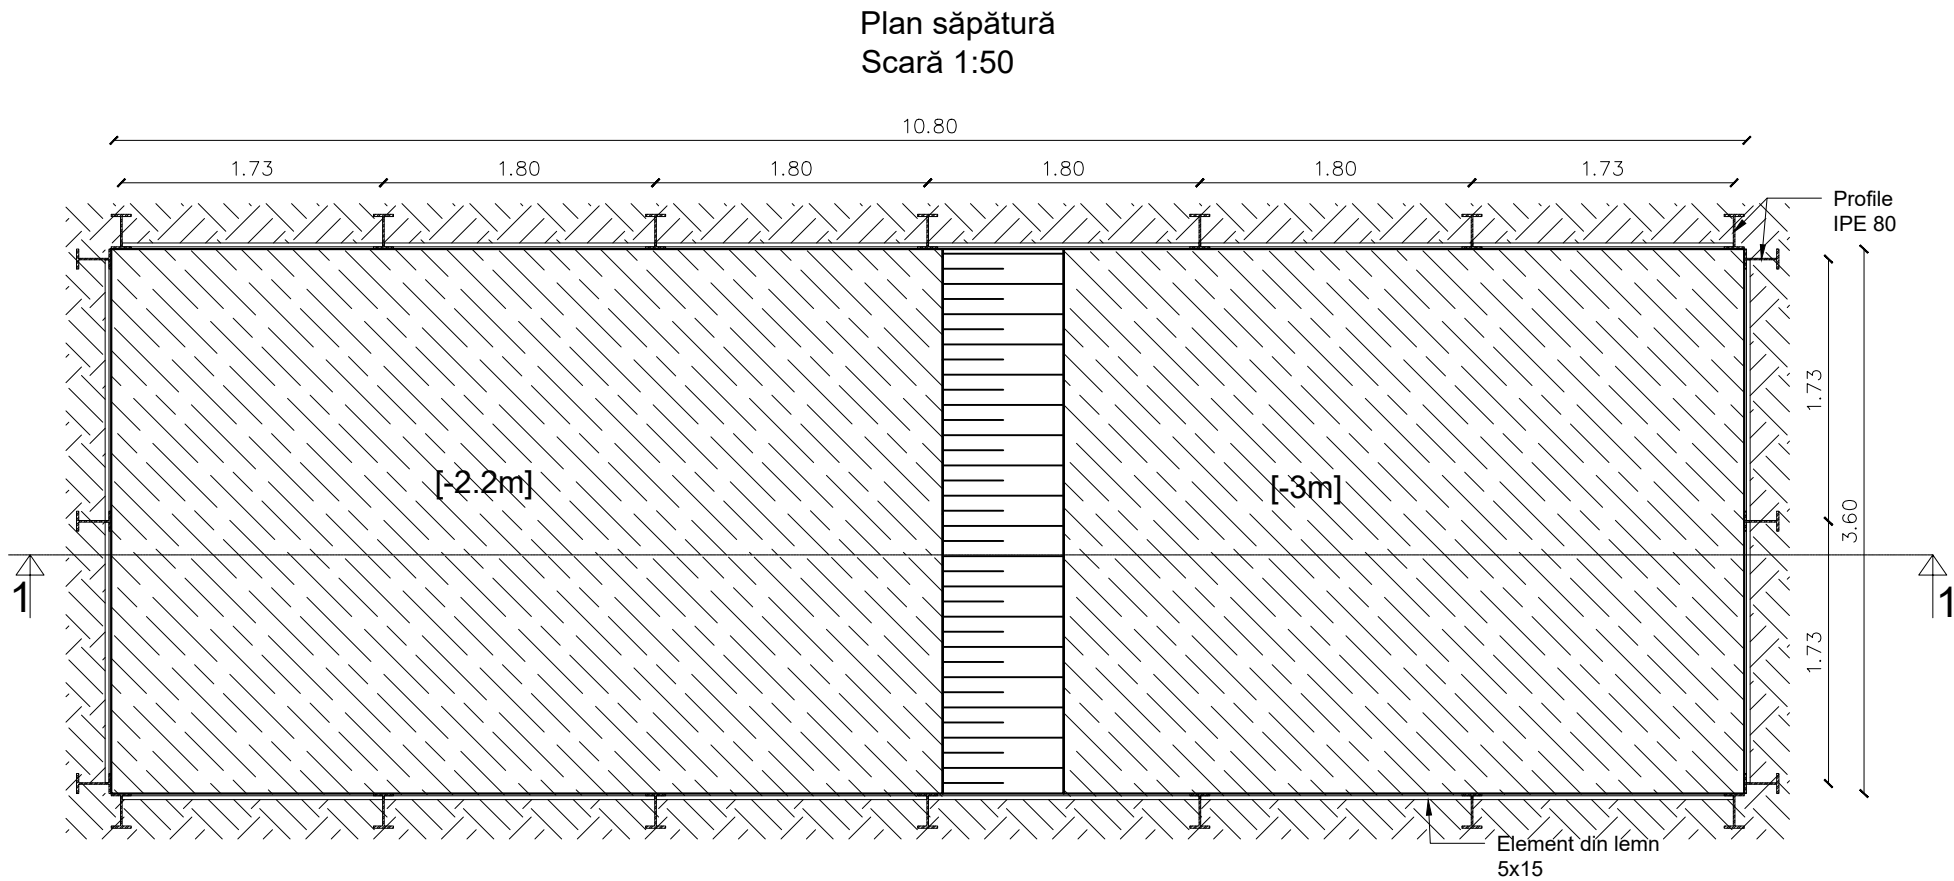 Plan săpătură
Scară 1:50
10.80
1.73 1.80 1.80 1.80 1.80 1.73
Profile
IPE 80
1.73
[-2.2m] [-3m]
3.60
1 1
1.73
Element din lemn
5x15